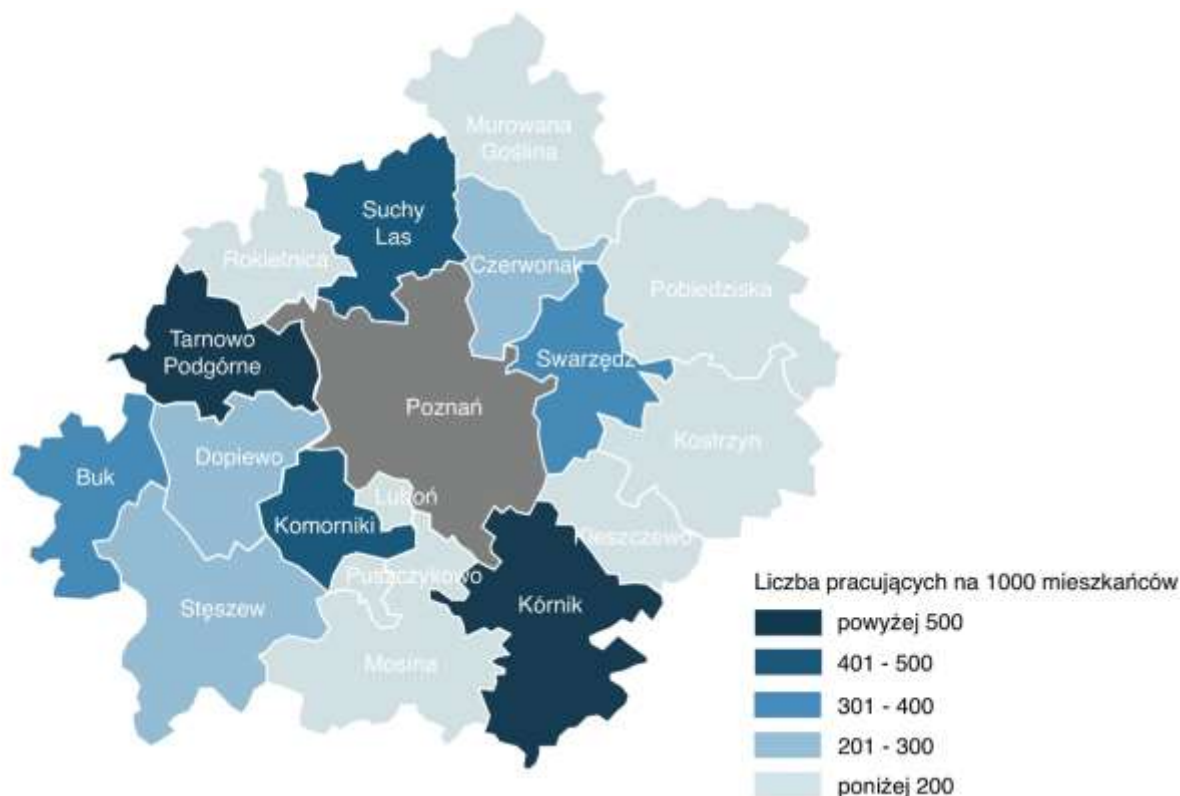 Murowana
Goślina
Suchy
Las
Rokietnica
Czerwonak
Pobiedziska
Tarnowo
Podgórne
Swarzędz
Poznań
Kostrzyn
Buk
Dopiewo
Luboń
Komorniki
Kleszczewo
Puszczykowo
Stęszew
Kórnik
Mosina
Liczba pracujących na 1000 mieszkańców
powyżej 500
401 - 500
301 - 400
201 - 300
poniżej 200